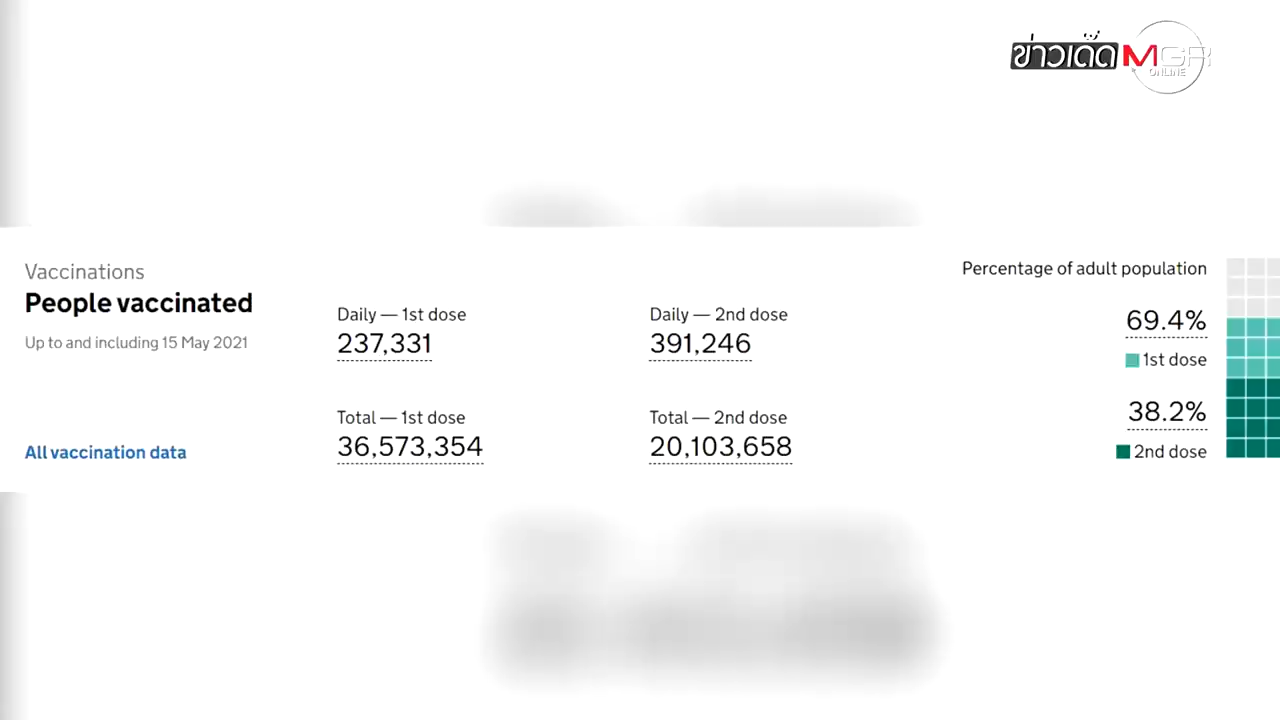 ข่าวเด็ด MGR
ONLINE
Vaccinations
People vaccinated
Up to and including 15 May 2021
All vaccination data
Daily — 1st dose
237,331
Total — 1st dose
36,573,354
Daily — 2nd dose
391,246
Total — 2nd dose
20,103,658
Percentage of adult population
69.4%
1st dose
38.2%
2nd dose